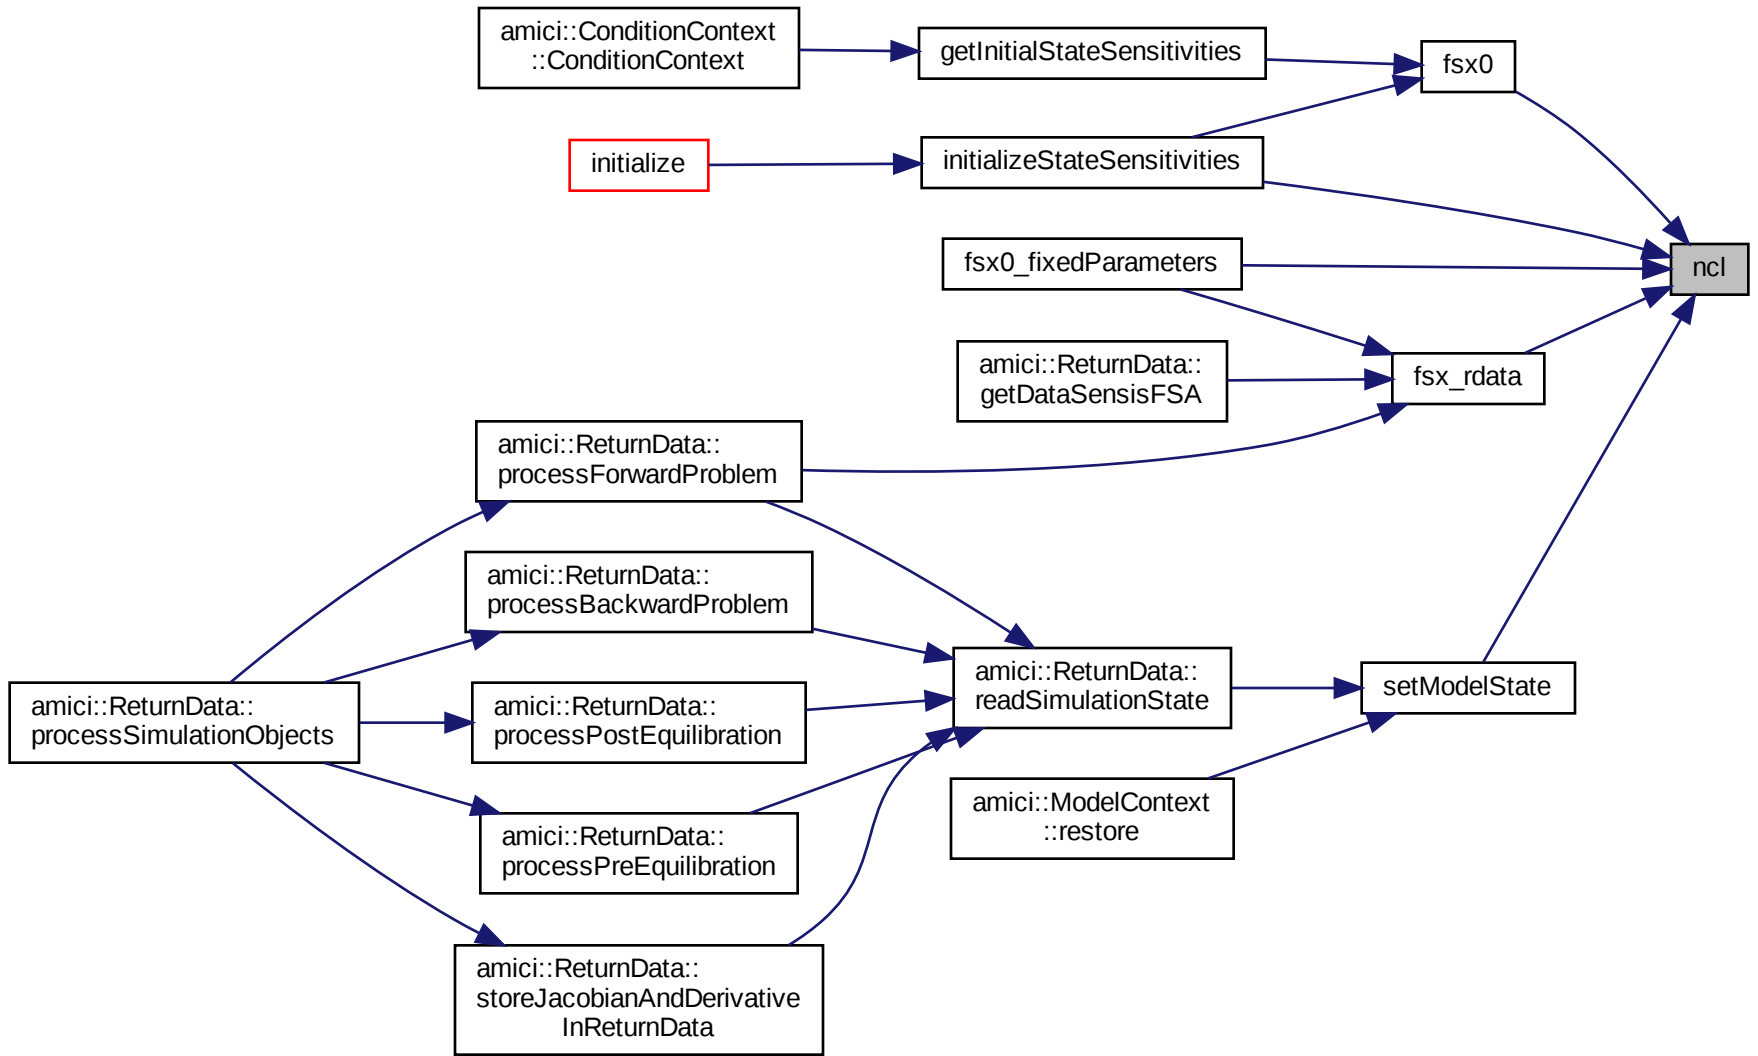 amici::ConditionContext
::ConditionContext
getInitialStateSensitivities
fsx0
initialize
initializeStateSensitivities
ncl
fsx0_fixedParameters
amici::ReturnData::
getDataSensisFSA
fsx_rdata
amici::ReturnData::
processForwardProblem
amici::ReturnData::
processBackwardProblem
amici::ReturnData::
processSimulationObjects
amici::ReturnData::
processPostEquilibration
amici::ReturnData::
readSimulationState
setModelState
amici::ModelContext
::restore
amici::ReturnData::
processPreEquilibration
amici::ReturnData::
storeJacobianAndDerivative
InReturnData